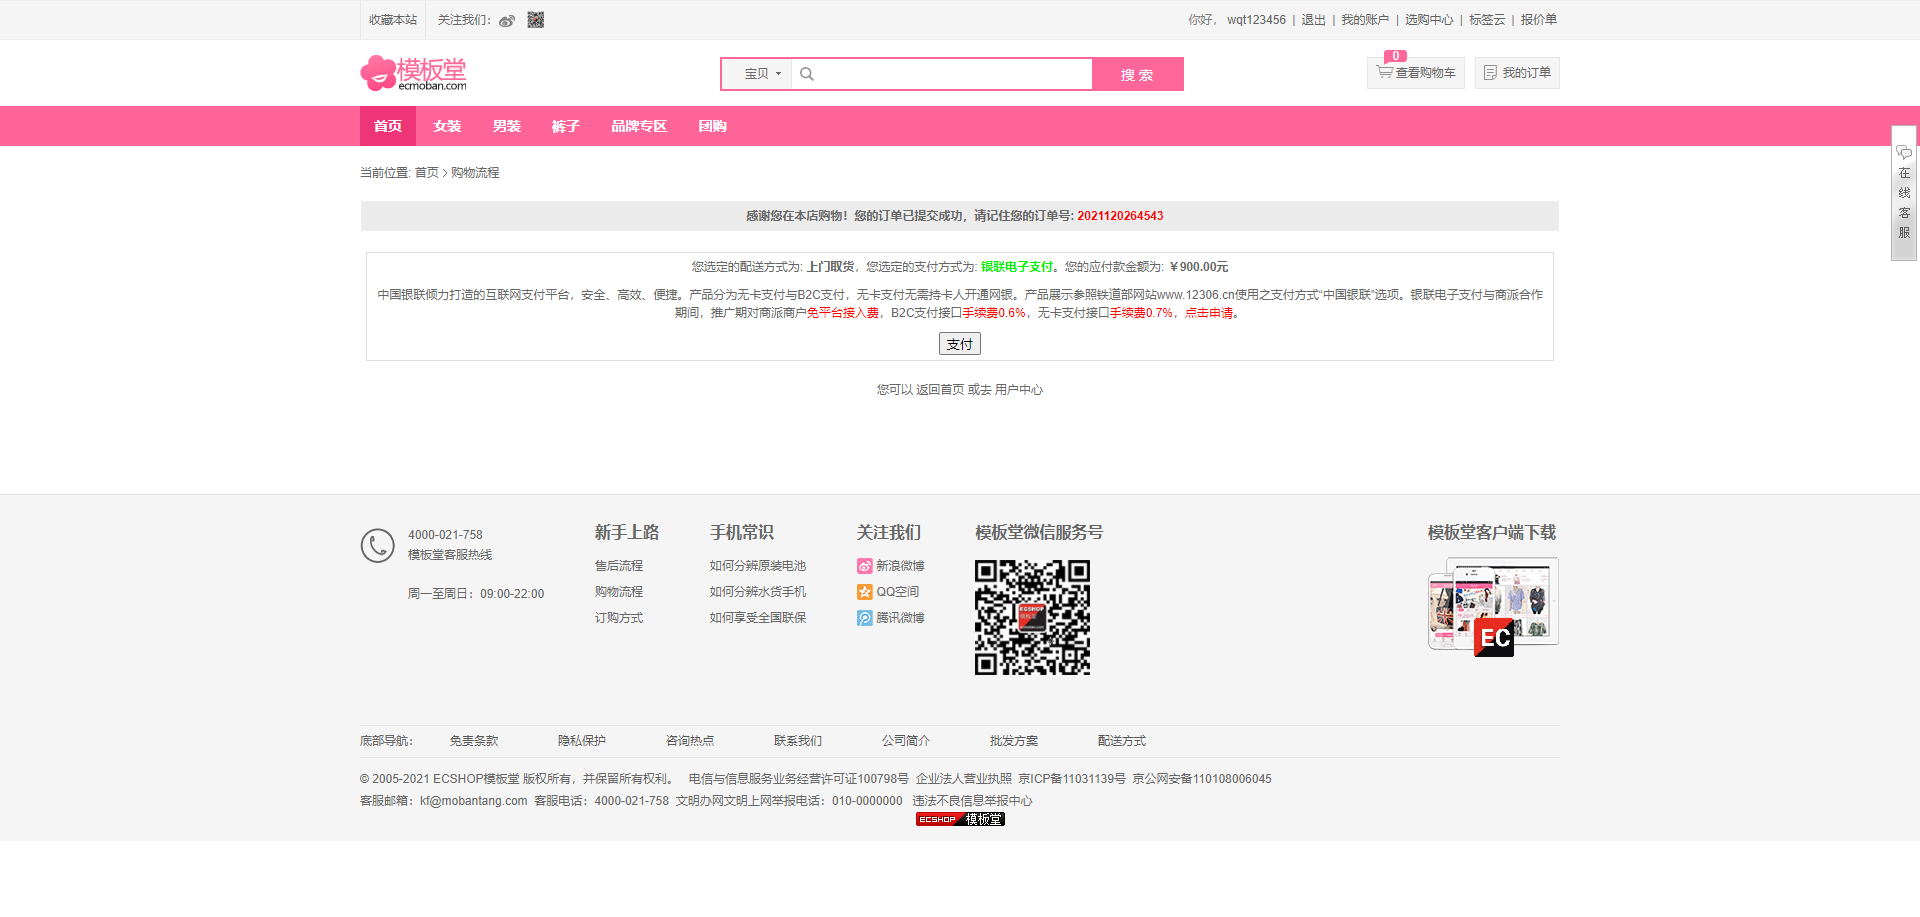 收藏本站 关注我们: 你好， wqt123456 | 退出 | 我的账户 | 选购中心 | 标签云 | 报价单
模板堂
ecmoban.com
宝贝 搜 索
0
查看购物车 我的订单
首页 女装 男装 裤子 品牌专区 团购
当前位置: 首页 > 购物流程
感谢您在本店购物！您的订单已提交成功，请记住您的订单号: 2021120264543
您选定的配送方式为: 上门取货，您选定的支付方式为: 银联电子支付。您的应付款金额为: ￥900.00元
中国银联倾力打造的互联网支付平台，安全、高效、便捷。产品分为无卡支付与B2C支付，无卡支付无需持卡人开通网银。产品展示参照铁道部网站www.12306.cn使用之支付方式“中国银联”选项。银联电子支付与商派合作
期间，推广期对商派商户免平台接入费，B2C支付接口手续费0.6%，无卡支付接口手续费0.7%，点击申请。
支付
您可以 返回首页 或去 用户中心
在
线
客
服
4000-021-758
模板堂客服热线
周一至周日：09:00-22:00
新手上路
售后流程
购物流程
订购方式
手机常识
如何分辨原装电池
如何分辨水货手机
如何享受全国联保
关注我们
新浪微博
QQ空间
腾讯微博
模板堂微信服务号
ECSHOP
模板堂客户端下载
EC
底部导航： 免责条款 隐私保护 咨询热点 联系我们 公司简介 批发方案 配送方式
© 2005-2021 ECSHOP模板堂 版权所有，并保留所有权利。 电信与信息服务业务经营许可证100798号 企业法人营业执照 京ICP备11031139号 京公网安备110108006045
客服邮箱：kf@mobantang.com 客服电话：4000-021-758 文明办网文明上网举报电话：010-0000000 违法不良信息举报中心
ECSHOP 模板堂